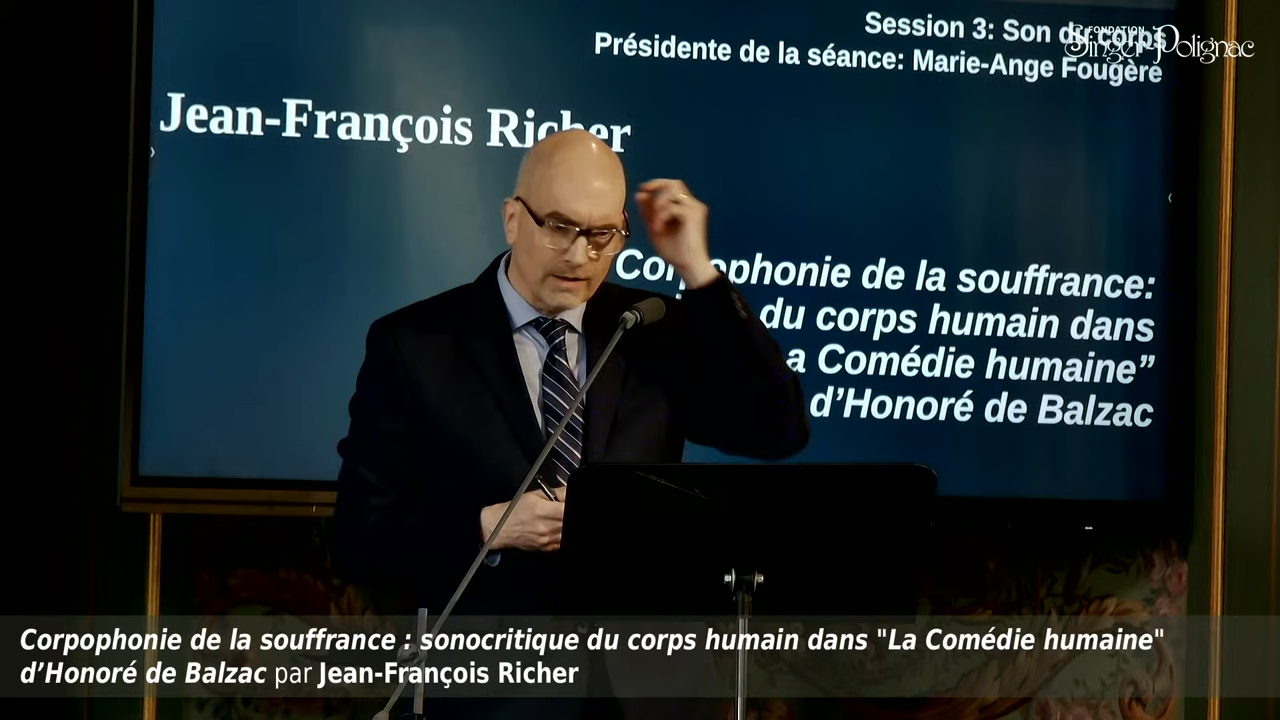 Session 3: Son du corps
FONDATION
Singer-Polignac
Présidente de la séance: Marie-Ange Fougère
Jean-François Richer
Corpophonie de la souffrance:
du corps humain dans
a Comédie humaine”
d’Honoré de Balzac
Corpophonie de la souffrance : sonocritique du corps humain dans "La Comédie humaine"
d’Honoré de Balzac par Jean-François Richer